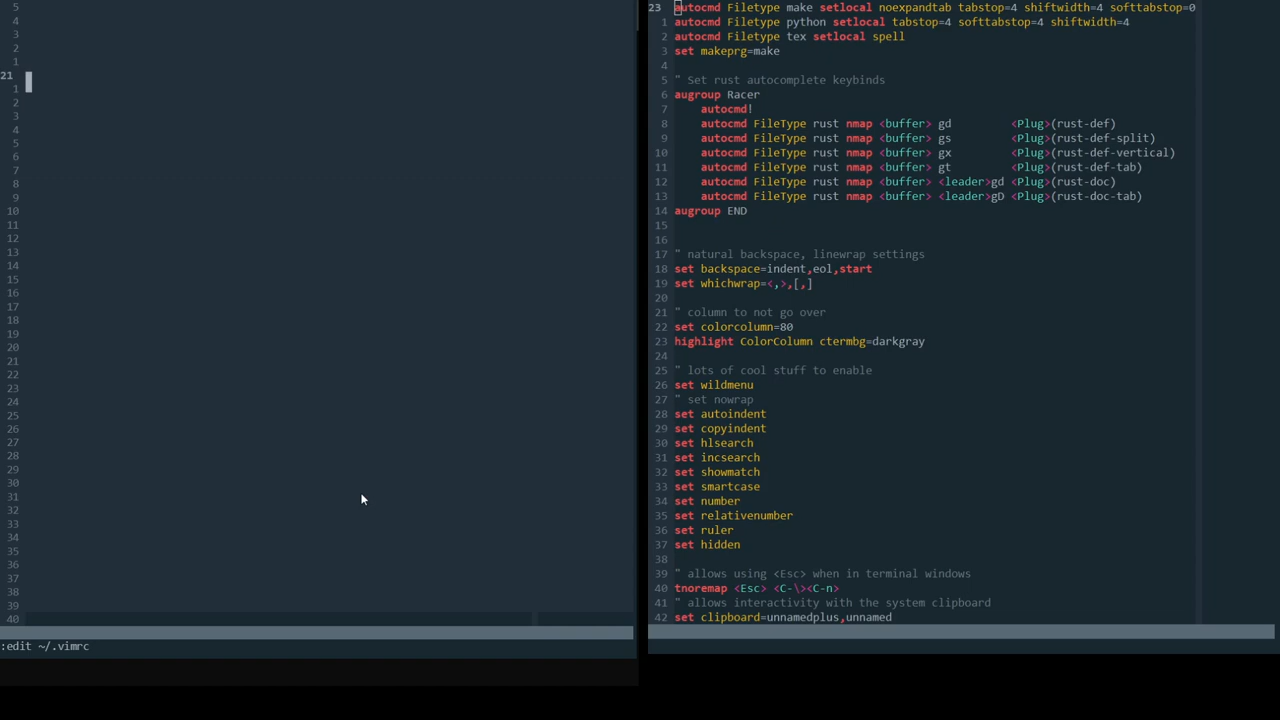 5
4
3
2
1
21
1
2
3
4
5
6
7
8
9
10
11
12
13
14
15
16
17
18
19
20
21
22
23
24
25
26
27
28
29
30
31
32
33
34
35
36
37
38
39
40
:edit ~/.vimrc
23 autocmd Filetype make setlocal noexpandtab tabstop=4 shiftwidth=4 softtabstop=0
1 autocmd Filetype python setlocal tabstop=4 softtabstop=4 shiftwidth=4
2 autocmd Filetype tex setlocal spell
3 set makeprg=make
4
5 " Set rust autocomplete keybinds
6 augroup Racer
7 autocmd!
8 autocmd FileType rust nmap <buffer> gd <Plug>(rust-def)
9 autocmd FileType rust nmap <buffer> gs <Plug>(rust-def-split)
10 autocmd FileType rust nmap <buffer> gx <Plug>(rust-def-vertical)
11 autocmd FileType rust nmap <buffer> gt <Plug>(rust-def-tab)
12 autocmd FileType rust nmap <buffer> <leader>gd <Plug>(rust-doc)
13 autocmd FileType rust nmap <buffer> <leader>gD <Plug>(rust-doc-tab)
14 augroup END
15
16
17 " natural backspace, linewrap settings
18 set backspace=indent,eol,start
19 set whichwrap=<,>,[,]
20
21 " column to not go over
22 set colorcolumn=80
23 highlight ColorColumn ctermbg=darkgray
24
25 " lots of cool stuff to enable
26 set wildmenu
27 " set nowrap
28 set autoindent
29 set copyindent
30 set hlsearch
31 set incsearch
32 set showmatch
33 set smartcase
34 set number
35 set relativenumber
36 set ruler
37 set hidden
38
39 " allows using <Esc> when in terminal windows
40 tnoremap <Esc> <C-\><C-n>
41 " allows interactivity with the system clipboard
42 set clipboard=unnamedplus,unnamed